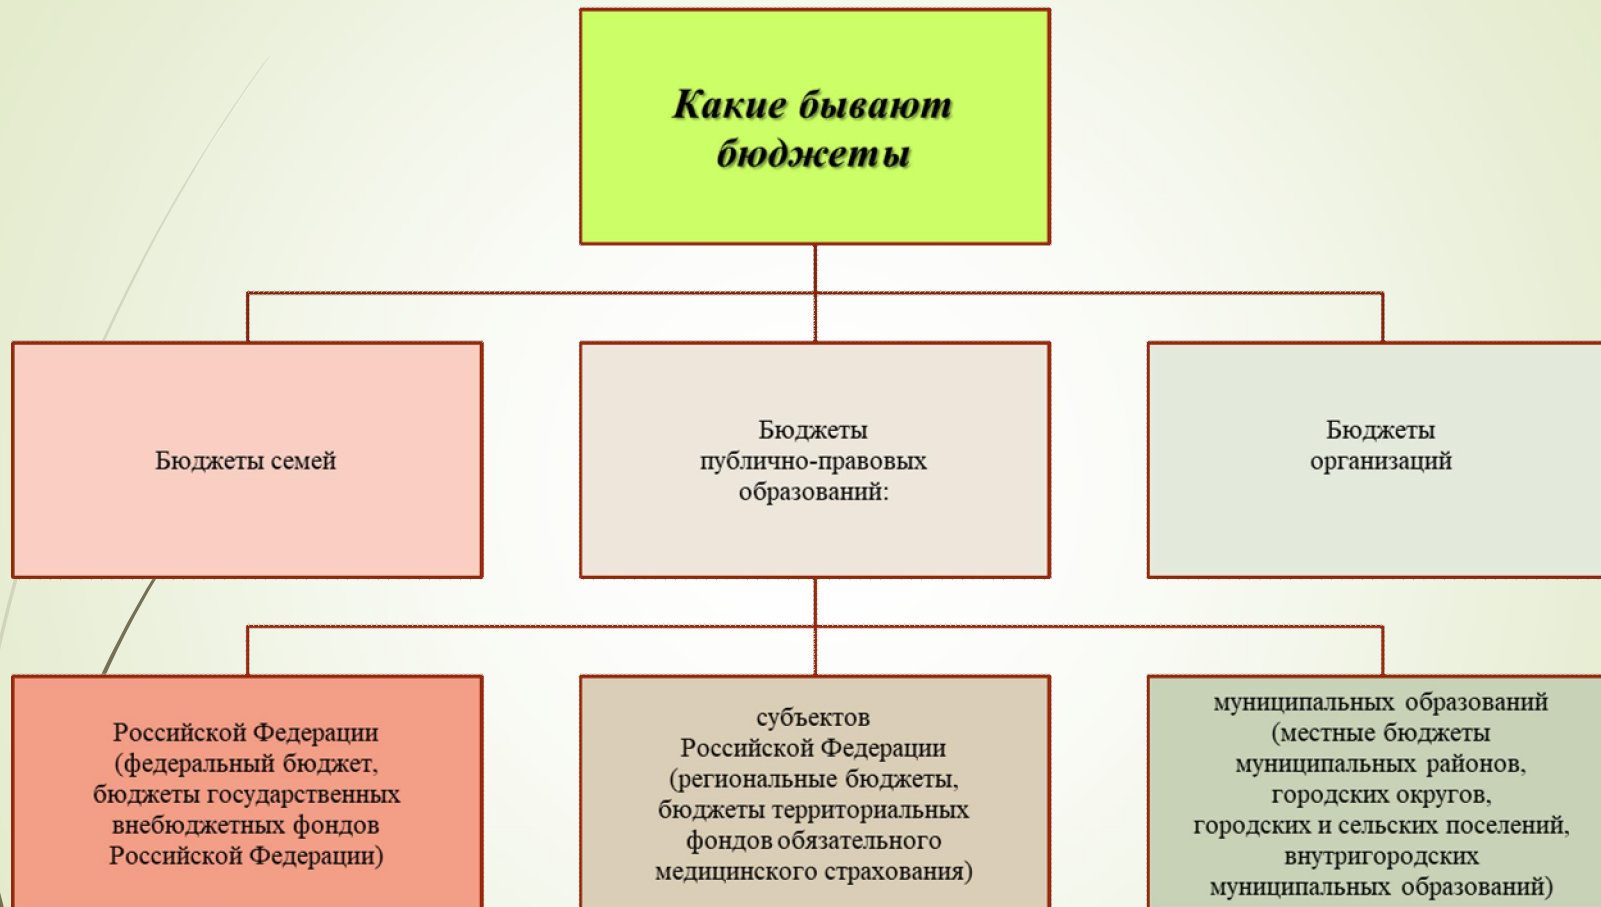 Какие бывают
бюджеты
Бюджеты семей
Бюджеты
публично-правовых
образований:
Бюджеты
организаций
Российской Федерации
(федеральный бюджет,
бюджеты государственных
внебюджетных фондов
Российской Федерации)
субъектов
Российской Федерации
(региональные бюджеты,
бюджеты территориальных
фондов обязательного
медицинского страхования)
муниципальных образований
(местные бюджеты
муниципальных районов,
городских округов,
городских и сельских поселений,
внутригородских
муниципальных образований)